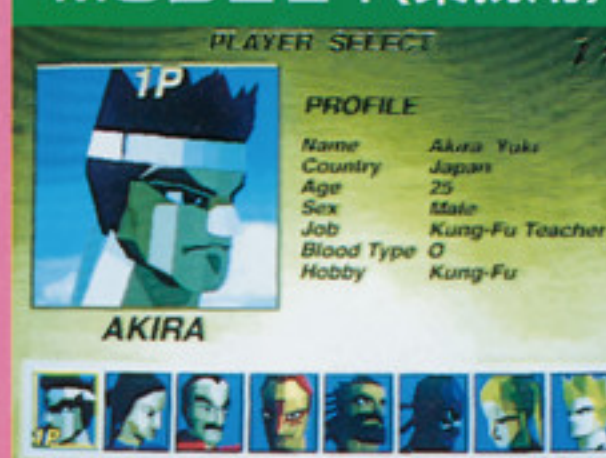 PLAYER SELECT
1P
PROFILE
Name Akira Yuki
Country Japan
Age 25
Sex Male
Job Kung-Fu Teacher
Blood Type O
Hobby Kung-Fu
AKIRA
1P